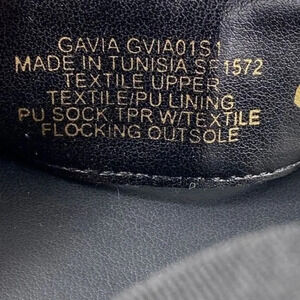 GAVIA GVIA01S1
MADE IN TUNISIA SF1572
TEXTILE UPPER
TEXTILE/PU LINING
PU SOCK TPR W/TEXTILE
FLOCKING OUTSOLE